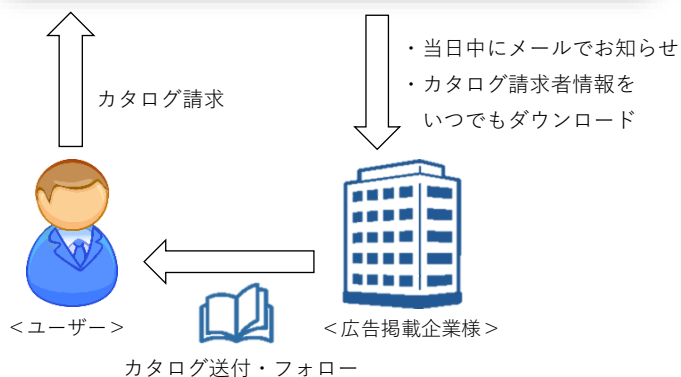 ・当日中にメールでお知らせ
・カタログ請求者情報を
いつでもダウンロード
カタログ請求
＜ユーザー＞
＜広告掲載企業様＞
カタログ送付・フォロー